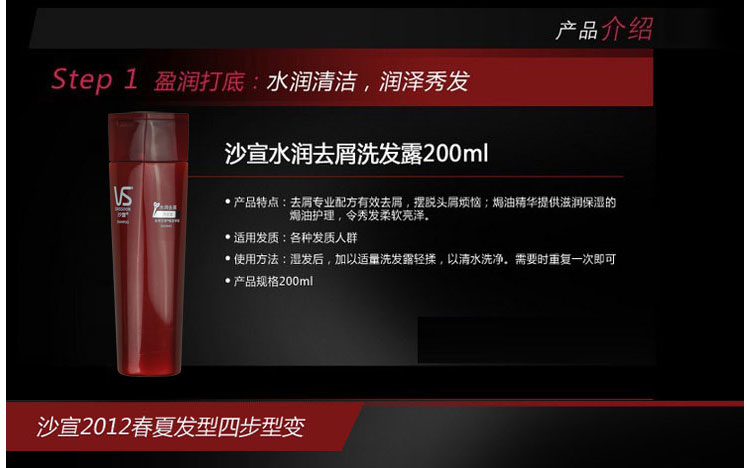 产品介绍
Step 1 盈润打底：水润清洁，润泽秀发
沙宣水润去屑洗发露200ml
• 产品特点：去屑专业配方有效去屑，摆脱头屑烦恼；焗油精华提供滋润保湿的
焗油护理，令秀发柔软亮泽。
• 适用发质：各种发质人群
• 使用方法：湿发后，加以适量洗发露轻揉，以清水洗净。需要时重复一次即可
• 产品规格200ml
VS
SASSOON
沙宣
水润去屑
沙宣2012春夏发型四步型变